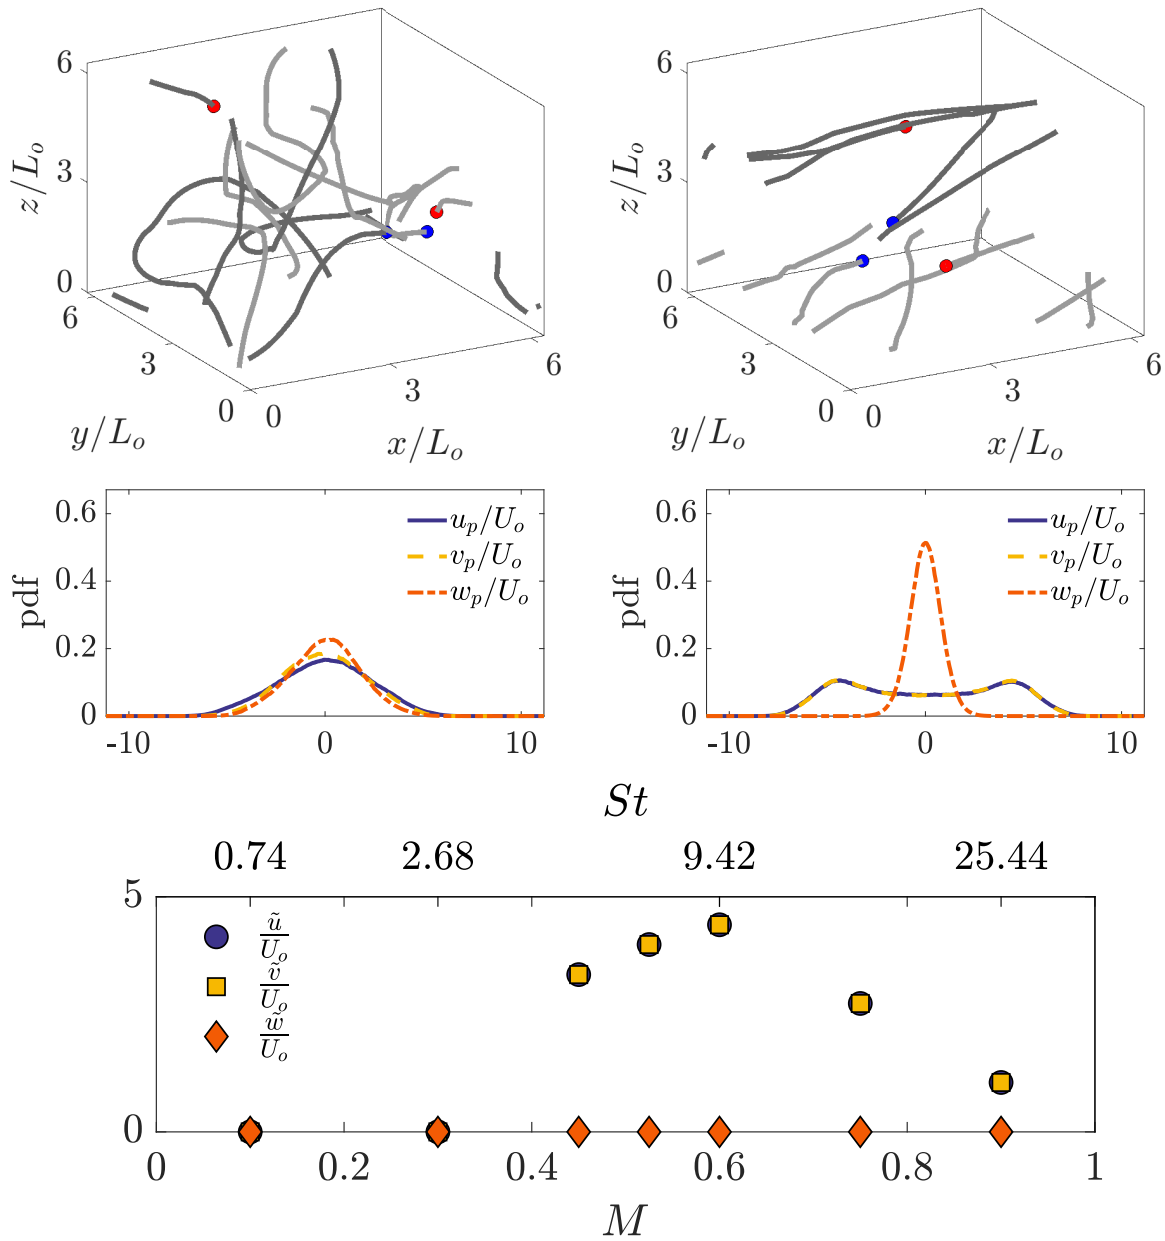 6
3
0
z/L_o
6
3
0
y/L_o
0
3
6
x/L_o
6
3
0
z/L_o
6
3
0
y/L_o
0
3
6
x/L_o
0.6
0.4
0.2
0
pdf
u_p/U_o
v_p/U_o
w_p/U_o
-10
0
10
0.6
0.4
0.2
0
pdf
u_p/U_o
v_p/U_o
w_p/U_o
-10
0
10
St
0.74 2.68 9.42 25.44
5
0
ũ/U_o
ṽ/U_o
w̃/U_o
0 0.2 0.4 0.6 0.8 1
M